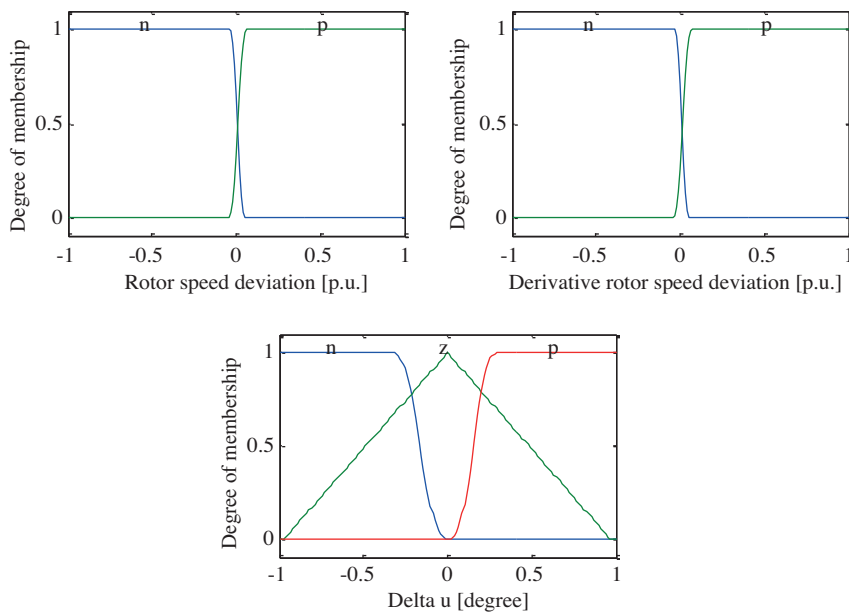 n p
1
0.5
0
Degree of membership
-1 -0.5 0 0.5 1
Rotor speed deviation [p.u.]
n p
1
0.5
0
Degree of membership
-1 -0.5 0 0.5 1
Derivative rotor speed deviation [p.u.]
n z p
1
0.5
0
Degree of membership
-1 -0.5 0 0.5 1
Delta u [degree]